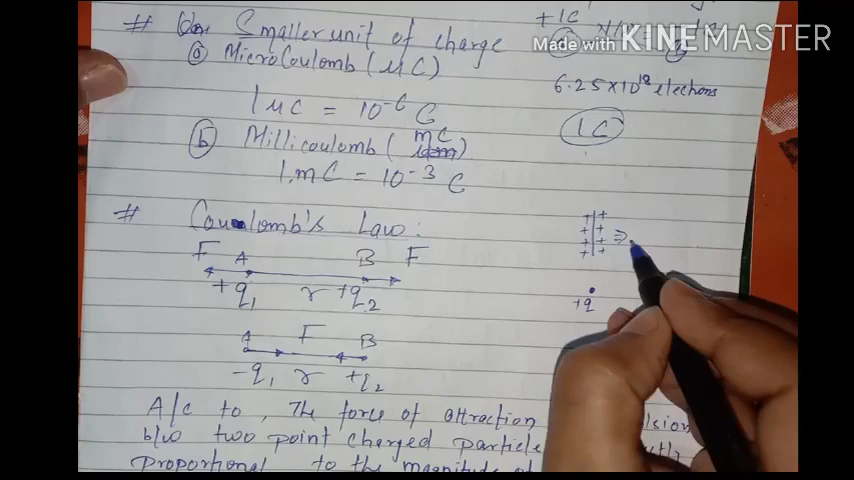 # Smaller unit of charge
+1C
Made with KINEMASTER
(a) MicroCoulomb (μC)
6.25×10¹⁸ electrons
1μC = 10⁻⁶ C
1C
(b) Millicoulomb (mC)
1mC = 10⁻³ C
# Coulomb's Law:
F A B F
+q₁ r +q₂
+q
A F B
-q₁ r +q₂
A/c to, The force of attraction
b/w two point charged particle
proportional to the magnitude of